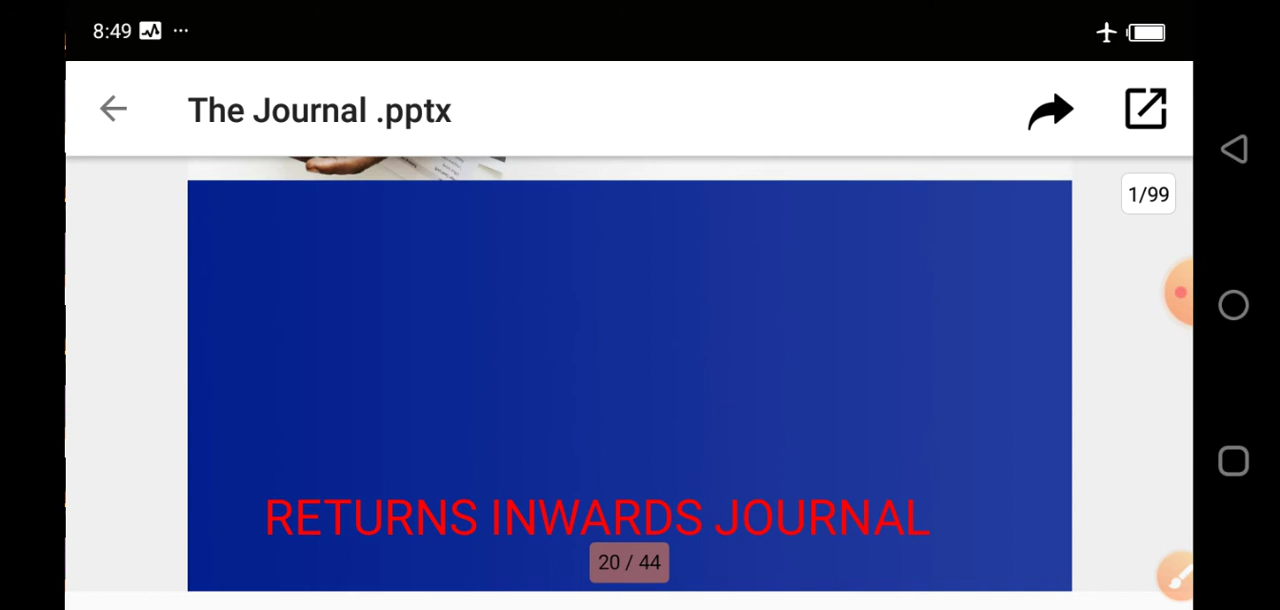 8:49 ...
The Journal .pptx
1/99
RETURNS INWARDS JOURNAL
20 / 44